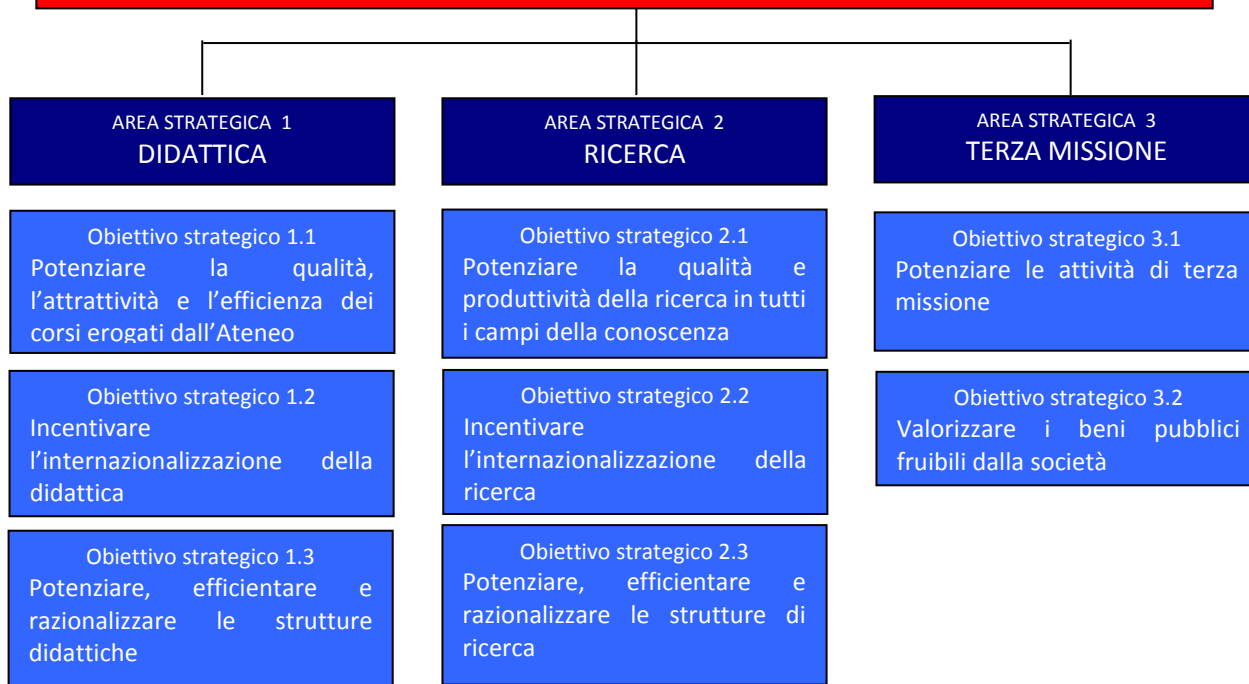 AREA STRATEGICA 1
DIDATTICA
Obiettivo strategico 1.1
Potenziare la qualità,
l'attrattività e l'efficienza dei
corsi erogati dall'Ateneo
Obiettivo strategico 1.2
Incentivare
l'internazionalizzazione della
didattica
Obiettivo strategico 1.3
Potenziare, efficientare e
razionalizzare le strutture
didattiche
AREA STRATEGICA 2
RICERCA
Obiettivo strategico 2.1
Potenziare la qualità e
produttività della ricerca in tutti
i campi della conoscenza
Obiettivo strategico 2.2
Incentivare
l'internazionalizzazione della
ricerca
Obiettivo strategico 2.3
Potenziare, efficientare e
razionalizzare le strutture di
ricerca
AREA STRATEGICA 3
TERZA MISSIONE
Obiettivo strategico 3.1
Potenziare le attività di terza
missione
Obiettivo strategico 3.2
Valorizzare i beni pubblici
fruibili dalla società